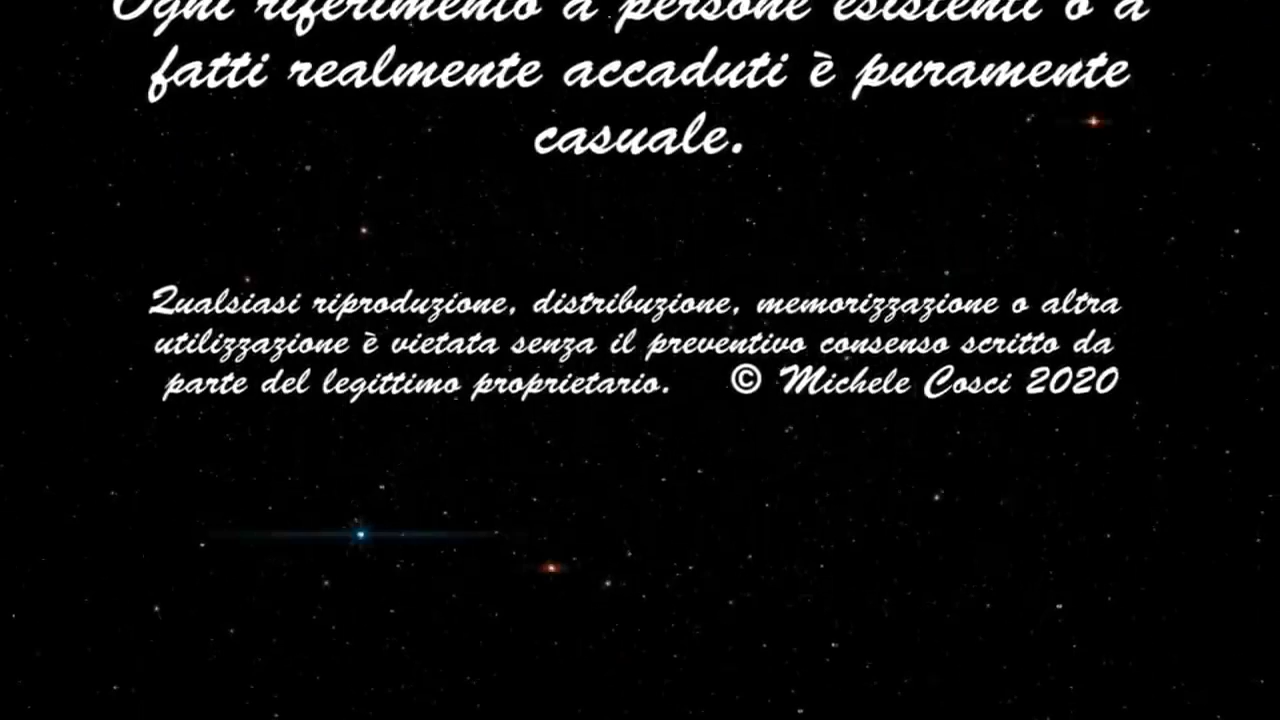 Ogni riferimento a persone esistenti o a
fatti realmente accaduti è puramente
casuale.
Qualsiasi riproduzione, distribuzione, memorizzazione o altra
utilizzazione è vietata senza il preventivo consenso scritto da
parte del legittimo proprietario. © Michele Cosci 2020